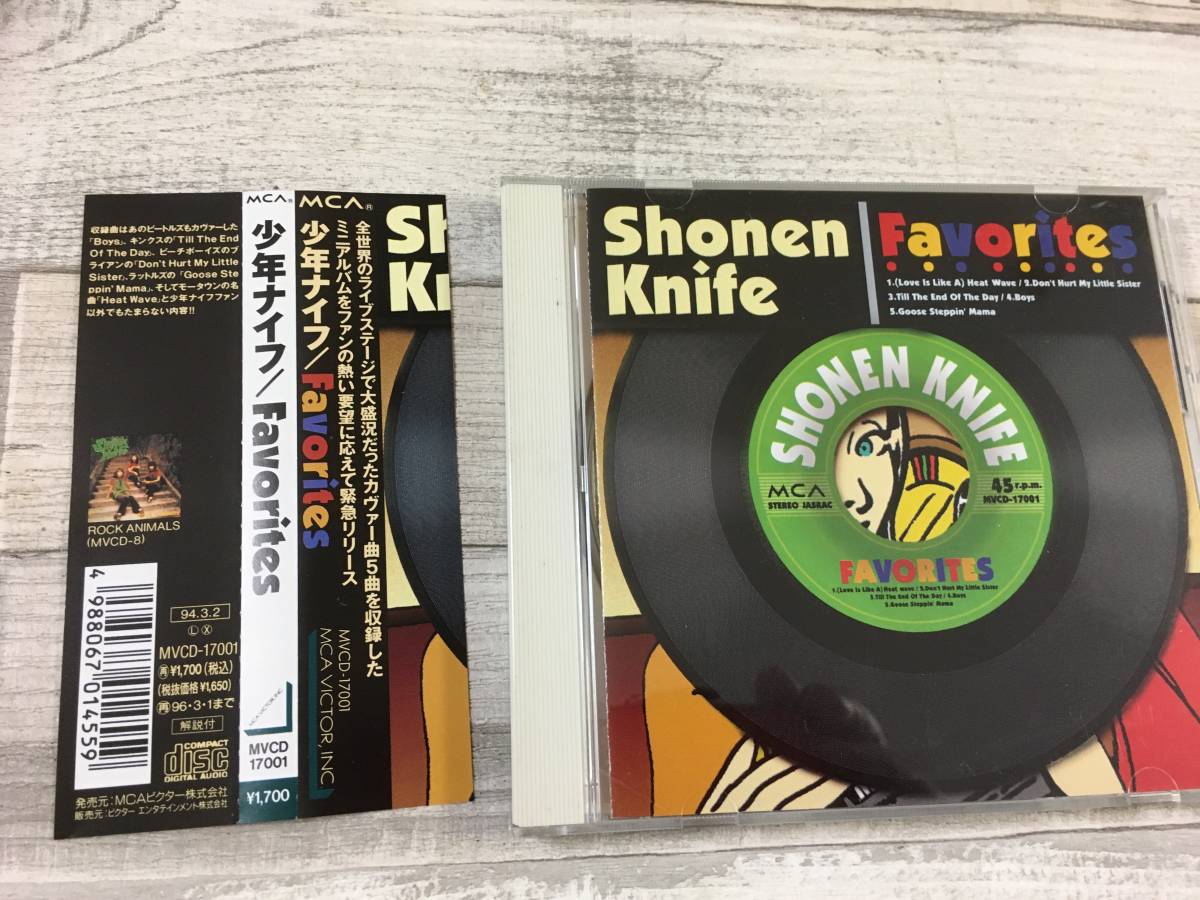 収録曲はあのビートルズもカヴァーした
「Boys」、キンクスの「Till The End
Of The Day」、ビーチボーイズのブ
ライアンの「Don't Hurt My Little
Sister」、ラットルズの「Goose Ste
ppin' Mama」、そしてモータウンの名
曲「Heat Wave」と少年ナイフファン
以外でもたまらない内容!!
ROCK ANIMALS
(MVCD-8)
4 988067 014559
94.3.2
Ⓛ Ⓧ
MVCD-17001
㊢¥1,700(税込)
(税抜価格¥1,650)
㊢96・3・1まで
解説付
COMPACT
disc
DIGITAL AUDIO
発売元:MCAビクター株式会社
販売元:ビクター エンタテインメント株式会社
MCA®
少年ナイフ/Favorites
MCA VICTOR, INC.
MVCD
17001
¥1,700
MCA®
少年ナイフ/Favorites
全世界のライブステージで大盛況だったカヴァー曲5曲を収録した
ミニアルバムをファンの熱い要望に応えて緊急リリース
MVCD-17001
MCA VICTOR, INC
Sh
Kn
Shonen
Knife
Favorites
1.(Love Is Like A) Heat Wave / 2.Don't Hurt My Little Sister
3.Till The End Of The Day / 4.Boys
5.Goose Steppin' Mama
SHONEN KNIFE
MCA
STEREO JASRAC
45 r.p.m.
MVCD-17001
FAVORITES
1.(Love Is Like A) Heat wave / 2.Don't Hurt My Little Sister
3.Till The End Of The Day / 4.Boys
5.Goose Steppin' Mama